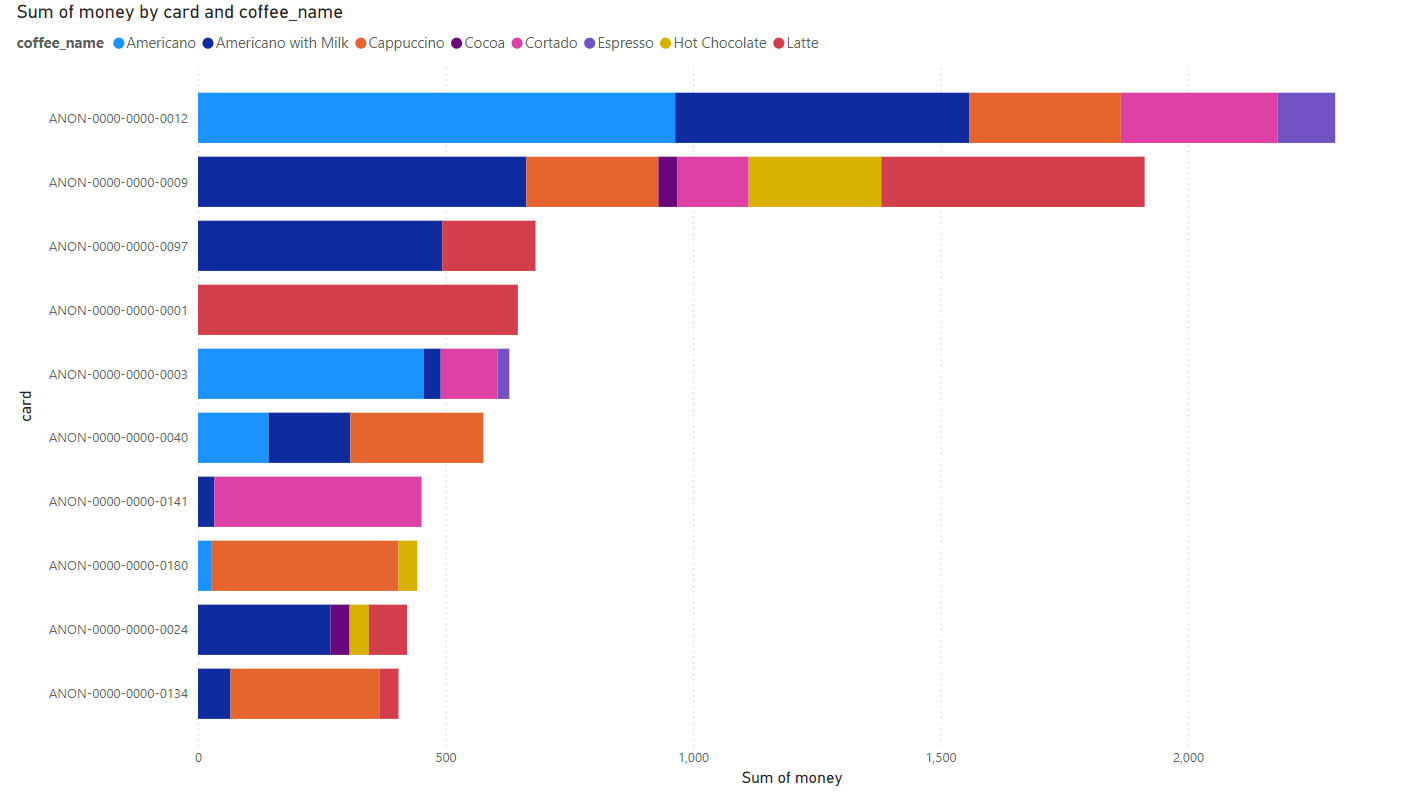 Sum of money by card and coffee_name
coffee_name Americano Americano with Milk Cappuccino Cocoa Cortado Espresso Hot Chocolate Latte
ANON-0000-0000-0012
ANON-0000-0000-0009
ANON-0000-0000-0097
ANON-0000-0000-0001
ANON-0000-0000-0003
ANON-0000-0000-0040
ANON-0000-0000-0141
ANON-0000-0000-0180
ANON-0000-0000-0024
ANON-0000-0000-0134
card
0 500 1,000 1,500 2,000
Sum of money